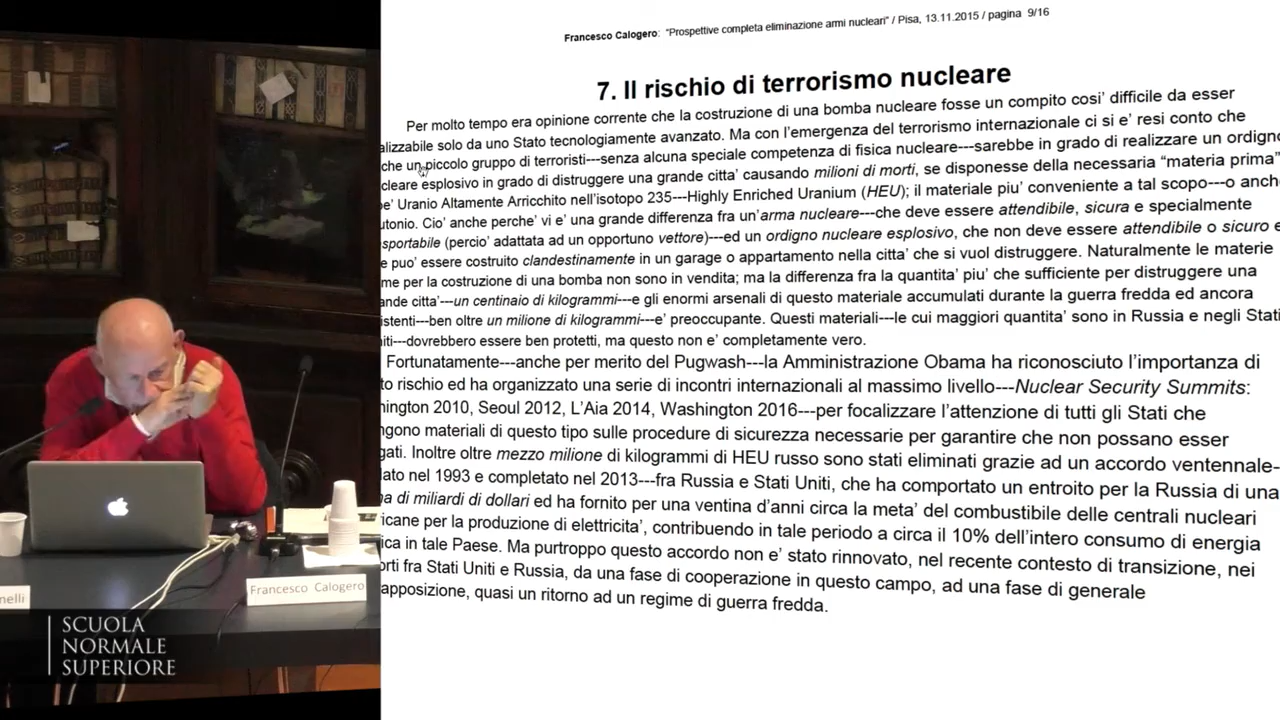 Francesco Calogero: "Prospettive completa eliminazione armi nucleari" / Pisa, 13.11.2015 / pagina 9/16
7. Il rischio di terrorismo nucleare
Per molto tempo era opinione corrente che la costruzione di una bomba nucleare fosse un compito cosi' difficile da esser
alizzabile solo da uno Stato tecnologiamente avanzato. Ma con l'emergenza del terrorismo internazionale ci si e' resi conto che
che un piccolo gruppo di terroristi---senza alcuna speciale competenza di fisica nucleare---sarebbe in grado di realizzare un ordigno
cleare esplosivo in grado di distruggere una grande citta' causando milioni di morti, se disponesse della necessaria "materia prima"
oe' Uranio Altamente Arricchito nell'isotopo 235---Highly Enriched Uranium (HEU); il materiale piu' conveniente a tal scopo---o anche
utonio. Cio' anche perche' vi e' una grande differenza fra un'arma nucleare---che deve essere attendibile, sicura e specialmente
sportabile (percio' adattata ad un opportuno vettore)---ed un ordigno nucleare esplosivo, che non deve essere attendibile o sicuro e
e puo' essere costruito clandestinamente in un garage o appartamento nella citta' che si vuol distruggere. Naturalmente le materie
me per la costruzione di una bomba non sono in vendita; ma la differenza fra la quantita' piu' che sufficiente per distruggere una
ande citta'---un centinaio di kilogrammi---e gli enormi arsenali di questo materiale accumulati durante la guerra fredda ed ancora
istenti---ben oltre un milione di kilogrammi---e' preoccupante. Questi materiali---le cui maggiori quantita' sono in Russia e negli Stati
iti---dovrebbero essere ben protetti, ma questo non e' completamente vero.
Fortunatamente---anche per merito del Pugwash---la Amministrazione Obama ha riconosciuto l'importanza di
to rischio ed ha organizzato una serie di incontri internazionali al massimo livello---Nuclear Security Summits:
ington 2010, Seoul 2012, L'Aia 2014, Washington 2016---per focalizzare l'attenzione di tutti gli Stati che
ngono materiali di questo tipo sulle procedure di sicurezza necessarie per garantire che non possano esser
gati. Inoltre oltre mezzo milione di kilogrammi di HEU russo sono stati eliminati grazie ad un accordo ventennale-
iato nel 1993 e completato nel 2013---fra Russia e Stati Uniti, che ha comportato un entroito per la Russia di una
na di miliardi di dollari ed ha fornito per una ventina d'anni circa la meta' del combustibile delle centrali nucleari
ricane per la produzione di elettricita', contribuendo in tale periodo a circa il 10% dell'intero consumo di energia
ica in tale Paese. Ma purtroppo questo accordo non e' stato rinnovato, nel recente contesto di transizione, nei
orti fra Stati Uniti e Russia, da una fase di cooperazione in questo campo, ad una fase di generale
apposizione, quasi un ritorno ad un regime di guerra fredda.
nelli
Francesco Calogero
SCUOLA
NORMALE
SUPERIORE